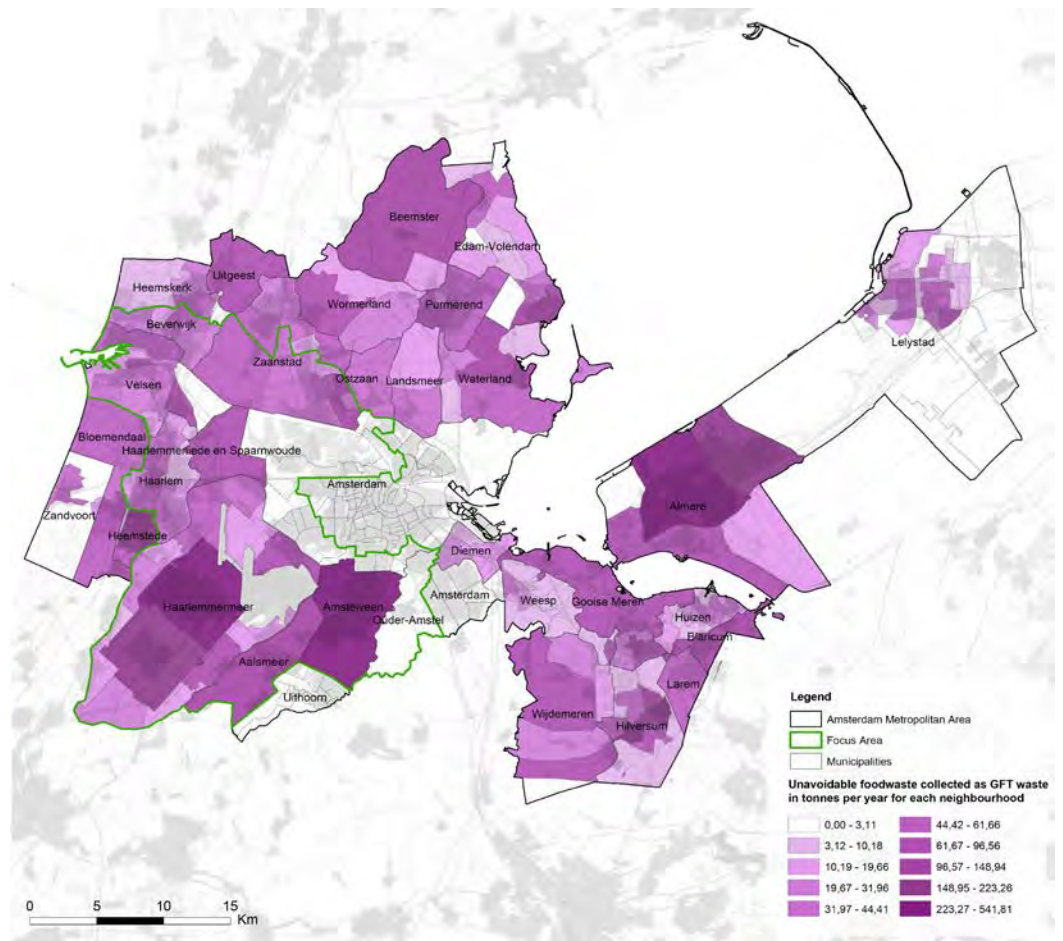 Beemster
Edam-Volendam
Uitgeest
Heemskerk
Wormerland
Purmerend
Beverwijk
Lelystad
Zaanstad
Ostzaan
Landsmeer
Waterland
Velsen
Bloemendaal
Haarlemmerliede en Spaarnwoude
Haarlem
Amsterdam
Almere
Zandvoort
Heemstede
Diemen
Amsterdam
Weesp
Gooise Meren
Haarlemmermeer
Amstelveen
Ouder-Amstel
Huizen
Blaricum
Aalsmeer
Uithoorn
Larem
Wijdemeren
Hilversum
Legend
Amsterdam Metropolitan Area
Focus Area
Municipalities
Unavoidable foodwaste collected as GFT waste
in tonnes per year for each neighbourhood
0,00 - 3,11
3,12 - 10,18
10,19 - 19,66
19,67 - 31,96
31,97 - 44,41
44,42 - 61,66
61,67 - 96,56
96,57 - 148,94
148,95 - 223,26
223,27 - 541,81
0 5 10 15
Km